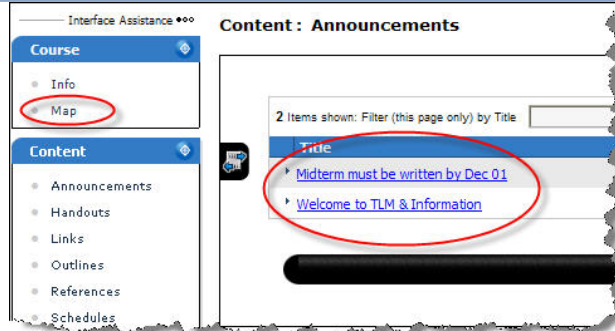 Interface Assistance
Content : Announcements
Course
Info
Map
2 Items shown: Filter (this page only) by Title
Title
Midterm must be written by Dec 01
Welcome to TLM & Information
Content
Announcements
Handouts
Links
Outlines
References
Schedules